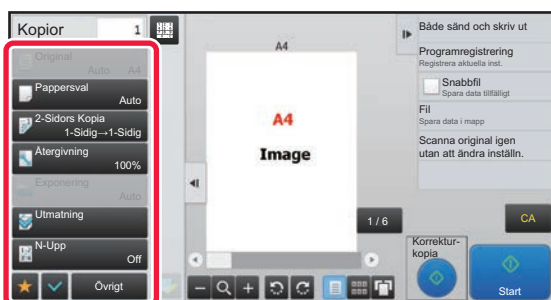 Kopior 1
Original
Auto A4
Pappersval
Auto
2-Sidors Kopia
1-Sidig→1-Sidig
Återgivning
100%
Exponering
Auto
Utmatning
N-Upp
Off
Övrigt
A4
A4
Image
1 / 6
Både sänd och skriv ut
Programregistrering
Registrera aktuella inst.
Snabbfil
Spara data tillfälligt
Fil
Spara data i mapp
Scanna original igen
utan att ändra inställn.
CA
Korrektur-
kopia
Start